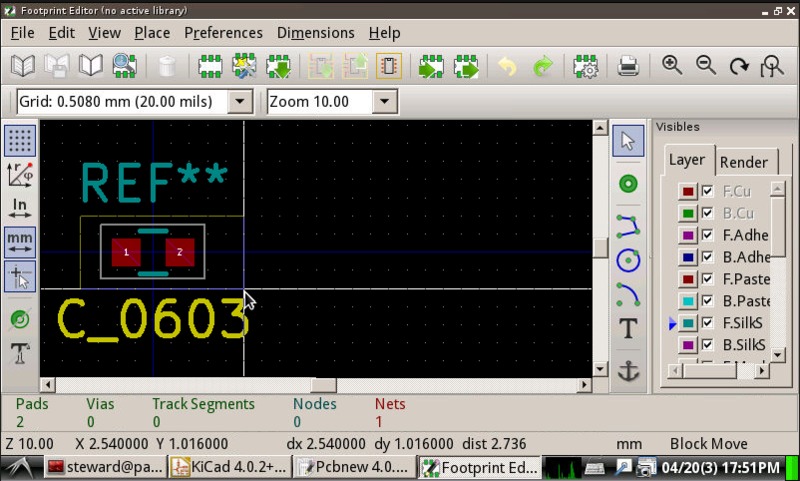 Footprint Editor (no active library)
File Edit View Place Preferences Dimensions Help
Grid: 0.5080 mm (20.00 mils) Zoom 10.00
Visibles
Layer Render
F.Cu
B.Cu
F.Adhe
B.Adhe
F.Paste
B.Paste
F.SilkS
B.SilkS
In
mm
REF**
1 2
C_0603
T
Pads Vias Track Segments Nodes Nets
2 0 0 0 1
Z 10.00 X 2.540000 Y 1.016000 dx 2.540000 dy 1.016000 dist 2.736 mm Block Move
steward@pa... KiCad 4.0.2+... Pcbnew 4.0.... Footprint Ed... 04/20(3) 17:51PM